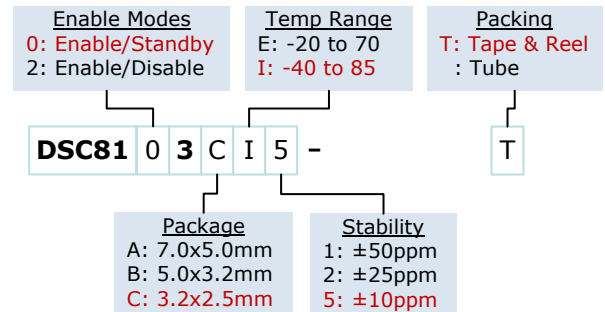 Enable Modes
0: Enable/Standby
2: Enable/Disable
Temp Range
E: -20 to 70
I: -40 to 85
Packing
T: Tape & Reel
: Tube
DSC81 0 3 C I 5 – T
Package
A: 7.0x5.0mm
B: 5.0x3.2mm
C: 3.2x2.5mm
Stability
1: ±50ppm
2: ±25ppm
5: ±10ppm